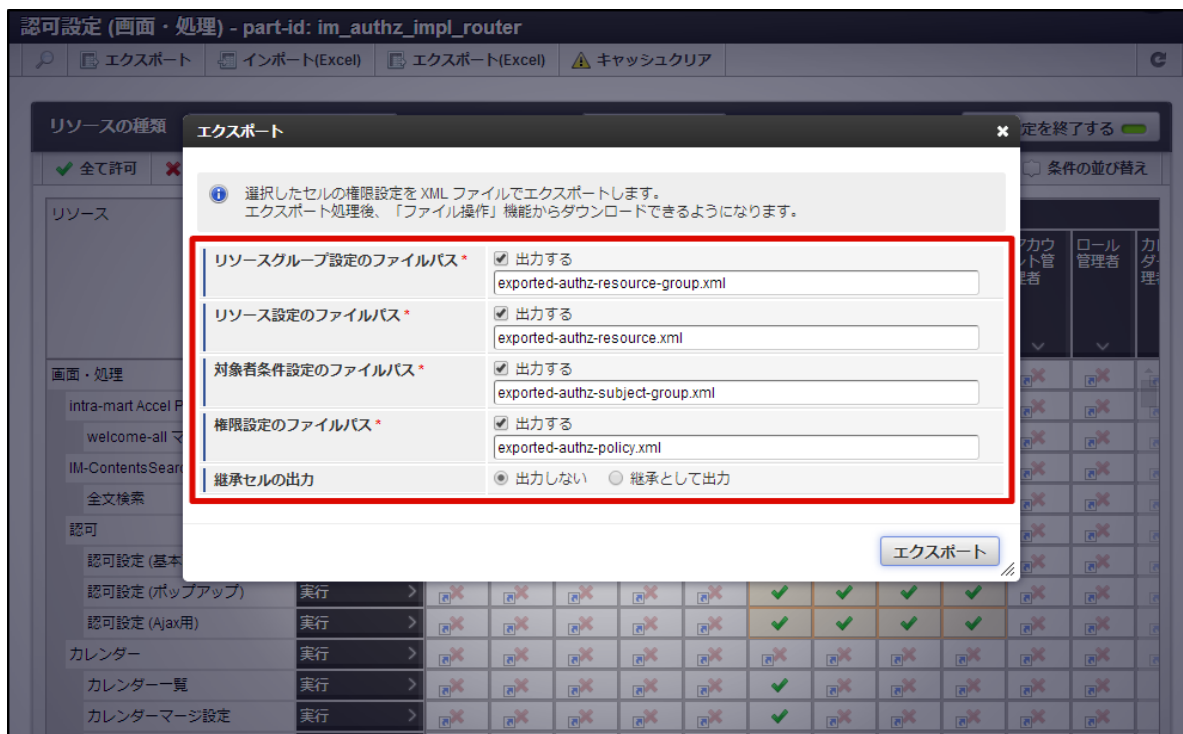 認可設定 (画面・処理) - part-id: im_authz_impl_router
エクスポート インポート(Excel) エクスポート(Excel) キャッシュクリア
リソースの種類
定を終了する
全て許可
条件の並び替え
リソース
エクスポート
選択したセルの権限設定を XML ファイルでエクスポートします。
エクスポート処理後、「ファイル操作」機能からダウンロードできるようになります。
リソースグループ設定のファイルパス * 出力する
exported-authz-resource-group.xml
リソース設定のファイルパス * 出力する
exported-authz-resource.xml
対象者条件設定のファイルパス * 出力する
exported-authz-subject-group.xml
権限設定のファイルパス * 出力する
exported-authz-policy.xml
継承セルの出力 出力しない 継承として出力
エクスポート
ロール
管理者
画面・処理
intra-mart Accel P
welcome-all マ
IM-ContentsSearc
全文検索
認可
認可設定 (基本
認可設定 (ポップアップ) 実行
認可設定 (Ajax用) 実行
カレンダー 実行
カレンダー一覧 実行
カレンダーマージ設定 実行